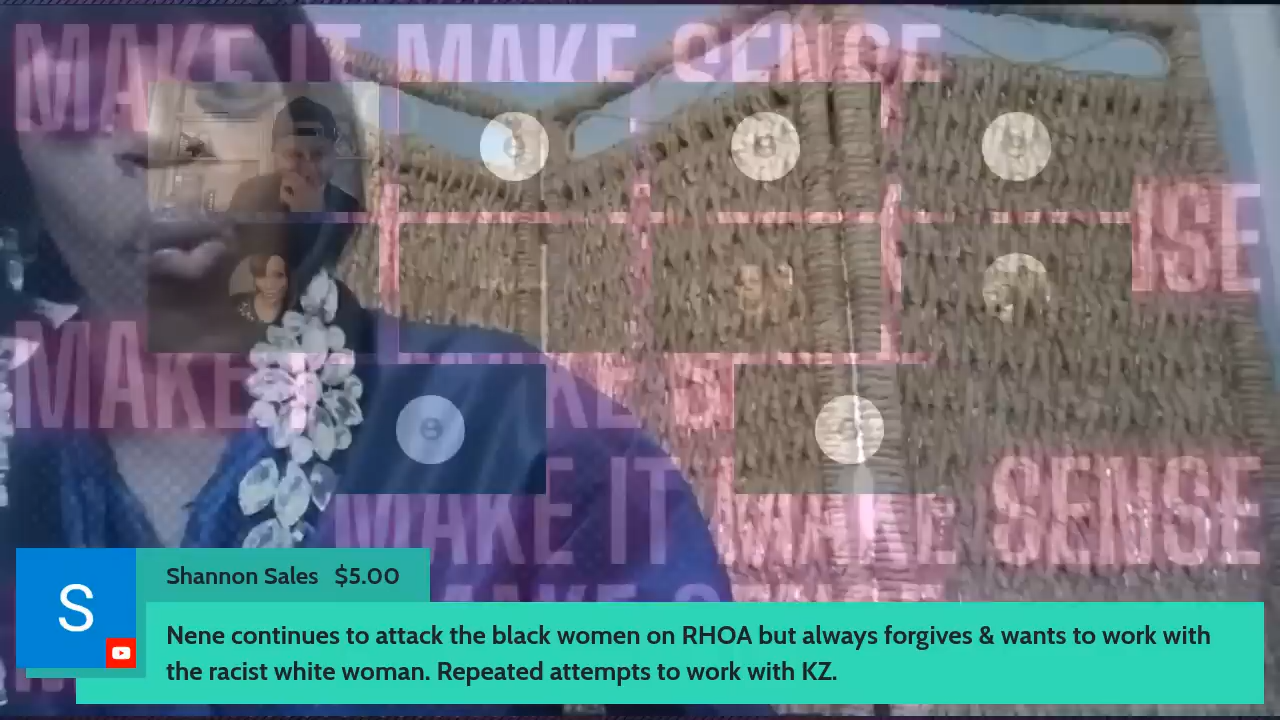 MAKE IT MAKE SENSE
MAKE
MAKE IT MAKE SENSE
S
Shannon Sales $5.00
Nene continues to attack the black women on RHOA but always forgives & wants to work with
the racist white woman. Repeated attempts to work with KZ.